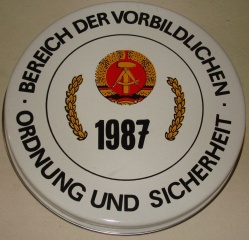 BEREICH DER VORBILDLICHEN
1987
ORDNUNG UND SICHERHEIT